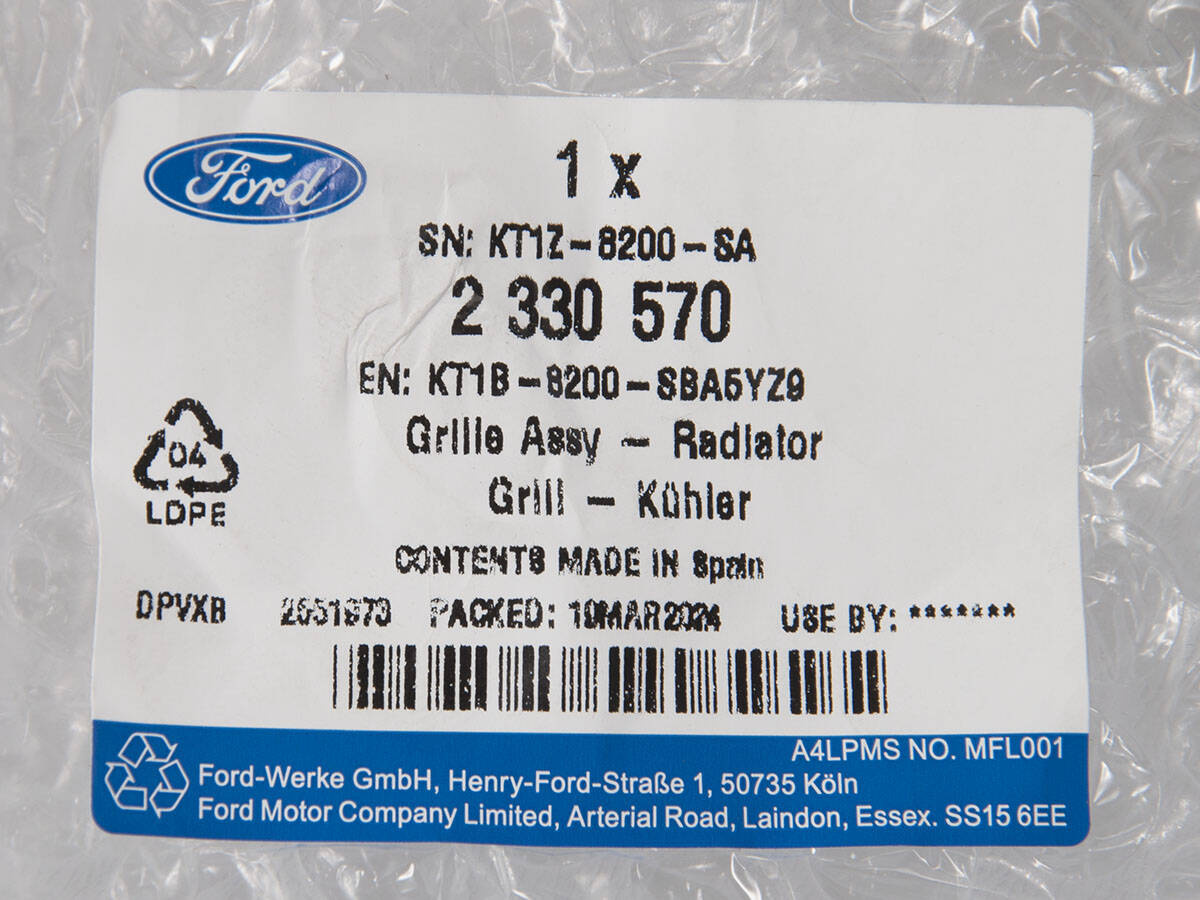 Ford
1 x
SN: KT1Z-8200-SA
2 330 570
EN: KT1B-8200-SBA5YZ9
Grille Assy - Radiator
Grill - Kühler
04
LDPE
CONTENTS MADE IN Spain
DPVXB PACKED: 19MAR2024 USE BY: *******
A4LPMS NO. MFL001
Ford-Werke GmbH, Henry-Ford-Straße 1, 50735 Köln
Ford Motor Company Limited, Arterial Road, Laindon, Essex. SS15 6EE